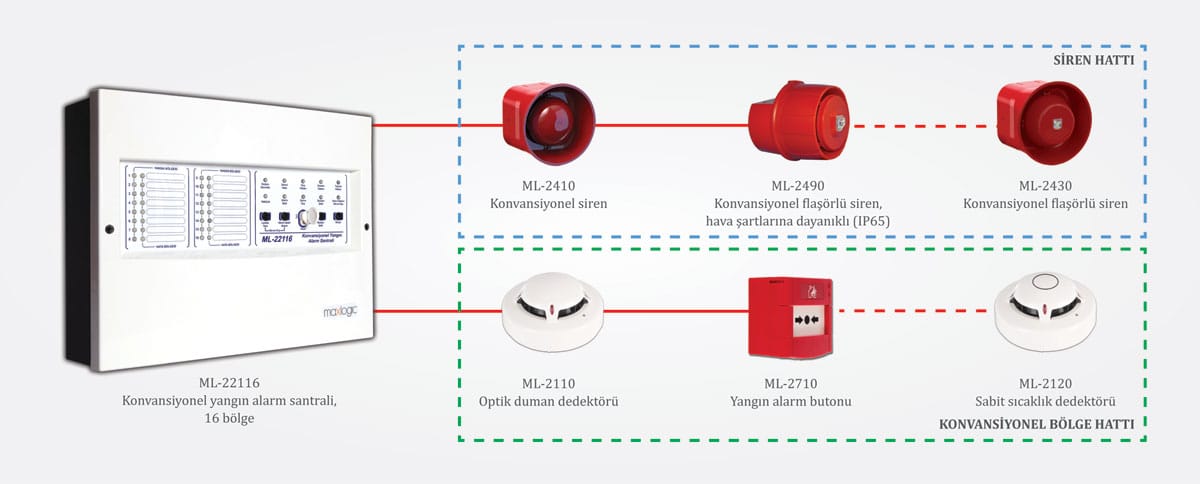 SİREN HATTI
ML-2410
Konvansiyonel siren
ML-2490
Konvansiyonel flaşörlü siren,
hava şartlarına dayanıklı (IP65)
ML-2430
Konvansiyonel flaşörlü siren
ML-22116
Konvansiyonel Yangın
Alarm Santrali
maxlogic
ML-22116
Konvansiyonel yangın alarm santrali,
16 bölge
ML-2110
Optik duman dedektörü
ML-2710
Yangın alarm butonu
ML-2120
Sabit sıcaklık dedektörü
KONVANSİYONEL BÖLGE HATTI